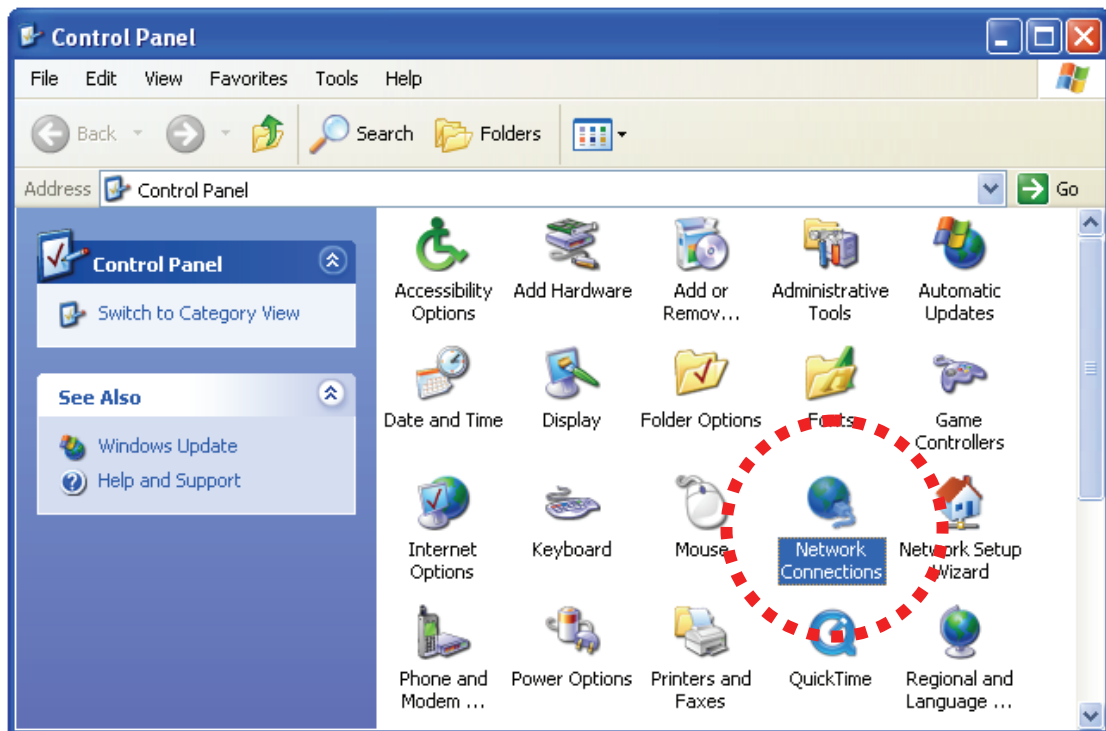 Control Panel
File Edit View Favorites Tools Help
Back Search Folders
Address Control Panel Go
Control Panel
Switch to Category View
See Also
Windows Update
Help and Support
Accessibility Options
Add Hardware
Add or Remov...
Administrative Tools
Automatic Updates
Date and Time
Display
Folder Options
Fonts
Game Controllers
Internet Options
Keyboard
Mouse
Network Connections
Network Setup Wizard
Phone and Modem ...
Power Options
Printers and Faxes
QuickTime
Regional and Language ...